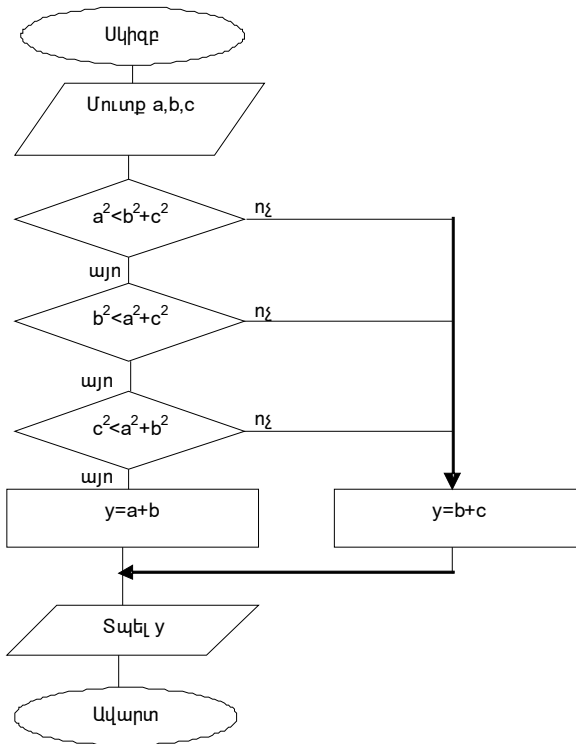 Սկիզբ
Մուտք a,b,c
a²<b²+c²
ոչ
այո
b²<a²+c²
ոչ
այո
c²<a²+b²
ոչ
այո
y=a+b
y=b+c
Տպել y
Ավարտ